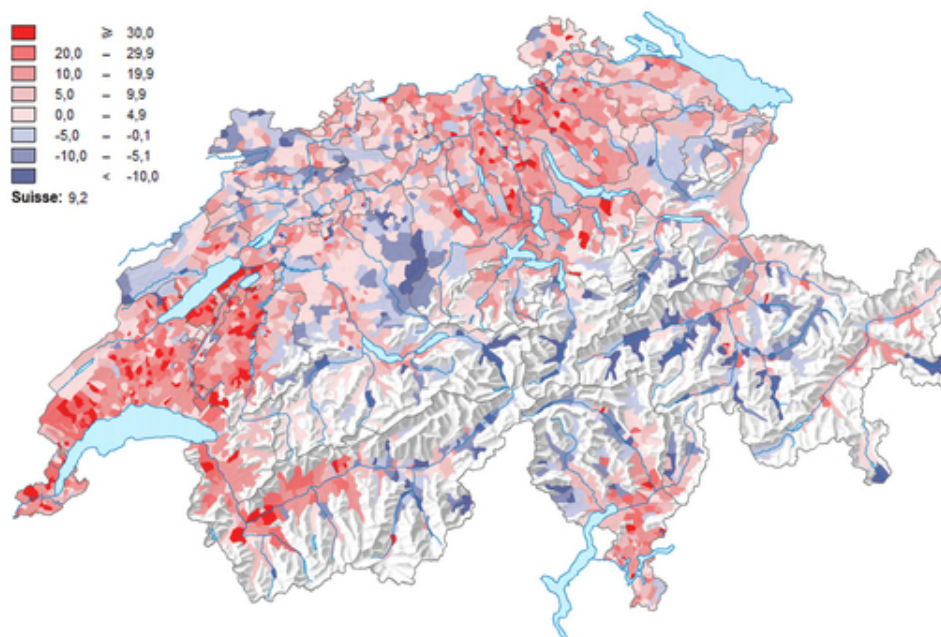 ≥ 30,0
20,0 – 29,9
10,0 – 19,9
5,0 – 9,9
0,0 – 4,9
-5,0 – -0,1
-10,0 – -5,1
< -10,0
Suisse: 9,2